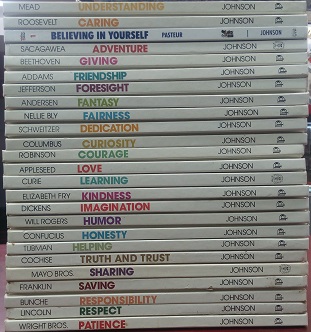 MEAD UNDERSTANDING JOHNSON
ROOSEVELT CARING JOHNSON
BELIEVING IN YOURSELF PASTEUR JOHNSON
SACAGAWEA ADVENTURE JOHNSON
BEETHOVEN GIVING JOHNSON
ADDAMS FRIENDSHIP JOHNSON
JEFFERSON FORESIGHT JOHNSON
ANDERSEN FANTASY JOHNSON
NELLIE BLY FAIRNESS JOHNSON
SCHWEITZER DEDICATION JOHNSON
COLUMBUS CURIOSITY JOHNSON
ROBINSON COURAGE JOHNSON
APPLESEED LOVE JOHNSON
CURIE LEARNING JOHNSON
ELIZABETH FRY KINDNESS JOHNSON
DICKENS IMAGINATION JOHNSON
WILL ROGERS HUMOR JOHNSON
CONFUCIUS HONESTY JOHNSON
TUBMAN HELPING JOHNSON
COCHISE TRUTH AND TRUST JOHNSON
MAYO BROS. SHARING JOHNSON
FRANKLIN SAVING JOHNSON
BUNCHE RESPONSIBILITY JOHNSON
LINCOLN RESPECT JOHNSON
WRIGHT BROS. PATIENCE JOHNSON